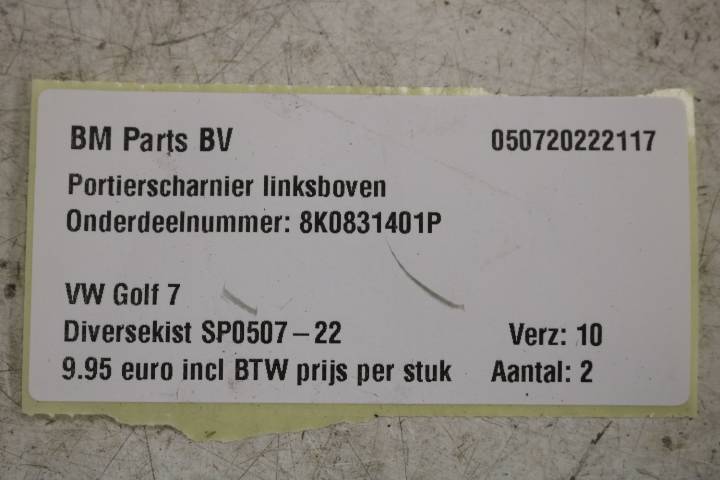 BM Parts BV 050720222117
Portierscharnier linksboven
Onderdeelnummer: 8K0831401P
VW Golf 7
Diversekist SP0507-22 Verz: 10
9.95 euro incl BTW prijs per stuk Aantal: 2